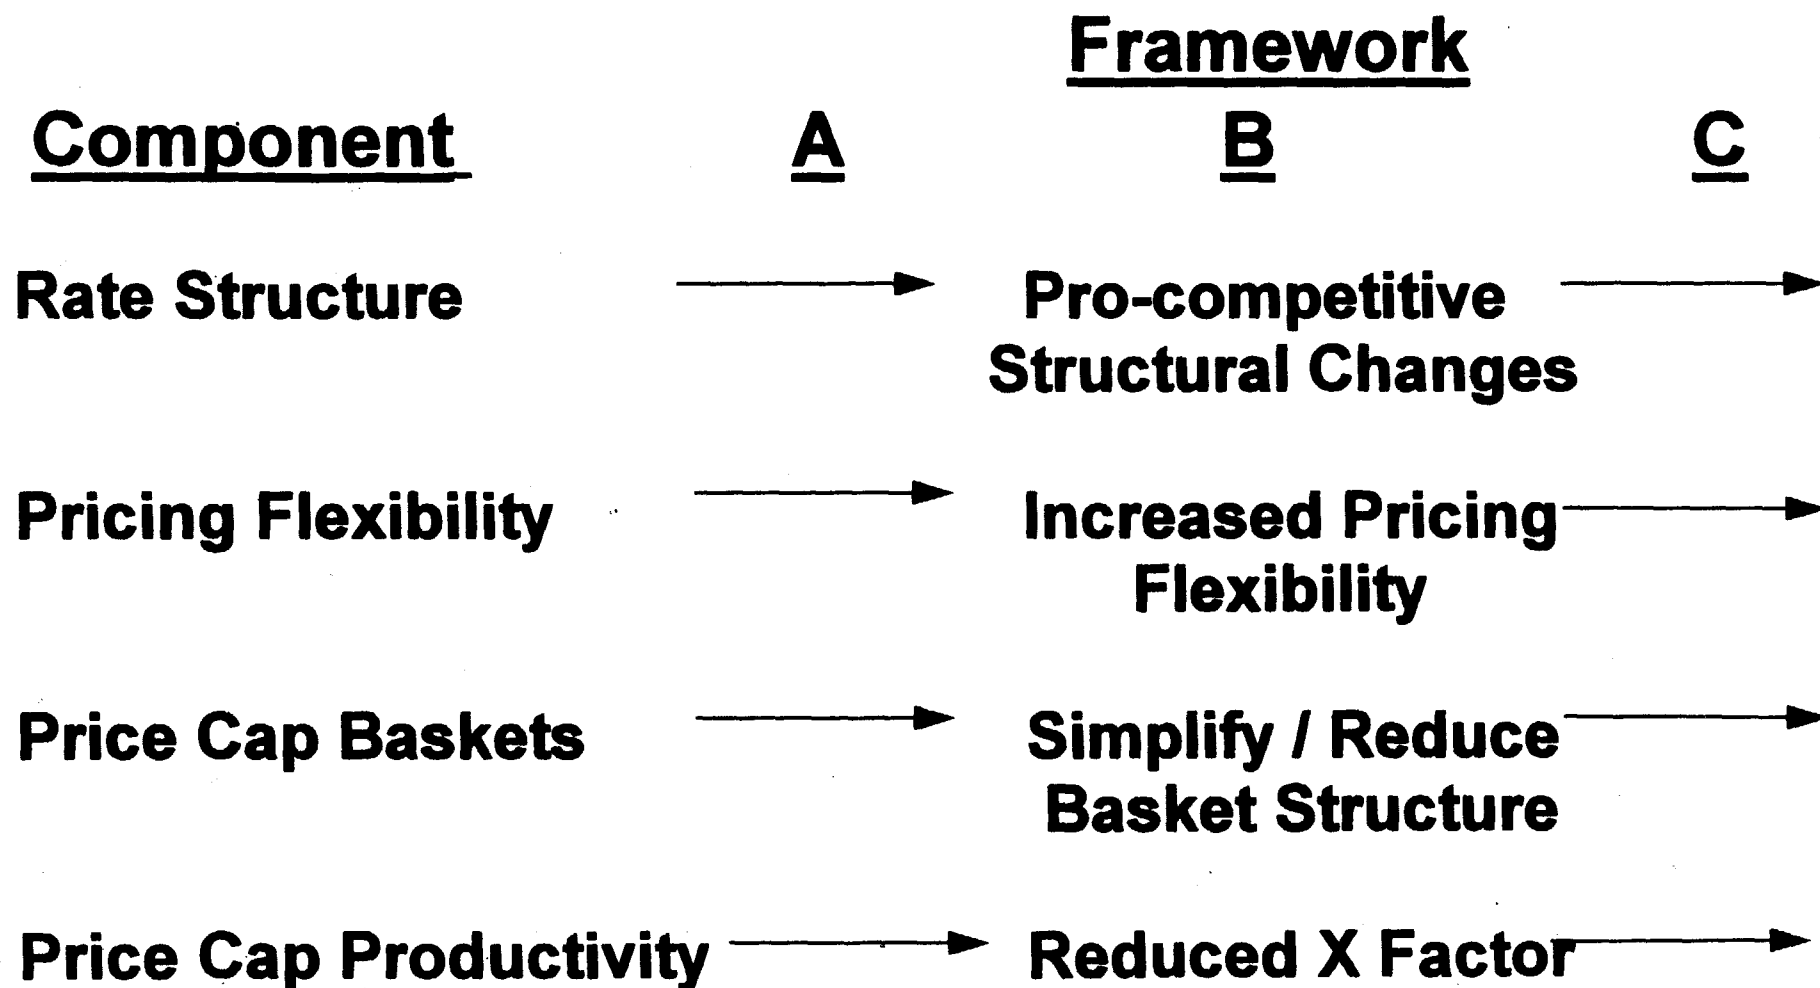 Framework
Component A B C
Rate Structure Pro-competitive
Structural Changes
Pricing Flexibility Increased Pricing
Flexibility
Price Cap Baskets Simplify / Reduce
Basket Structure
Price Cap Productivity Reduced X Factor